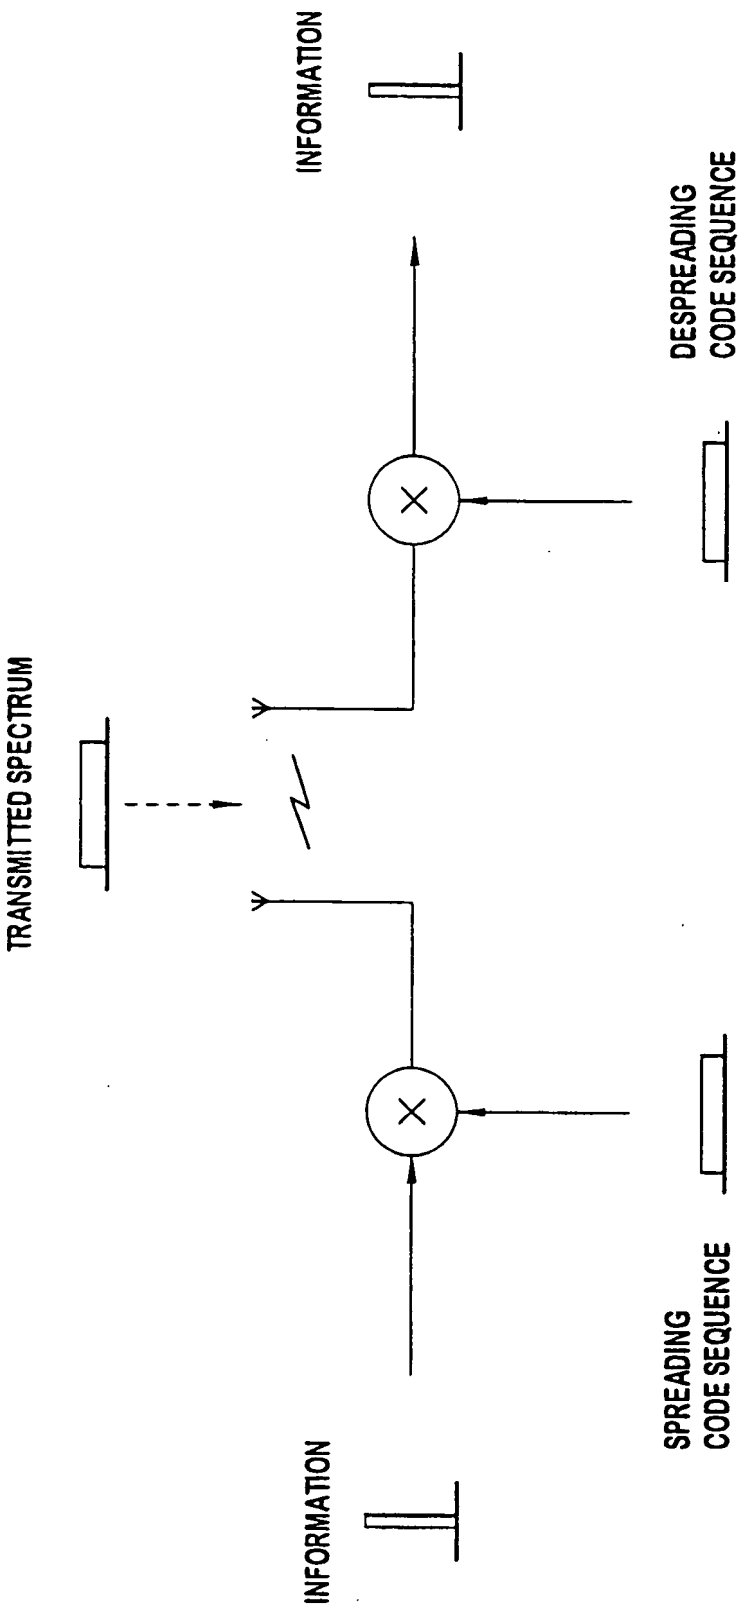 TRANSMITTED SPECTRUM
INFORMATION
SPREADING
CODE SEQUENCE
INFORMATION
DESPREADING
CODE SEQUENCE